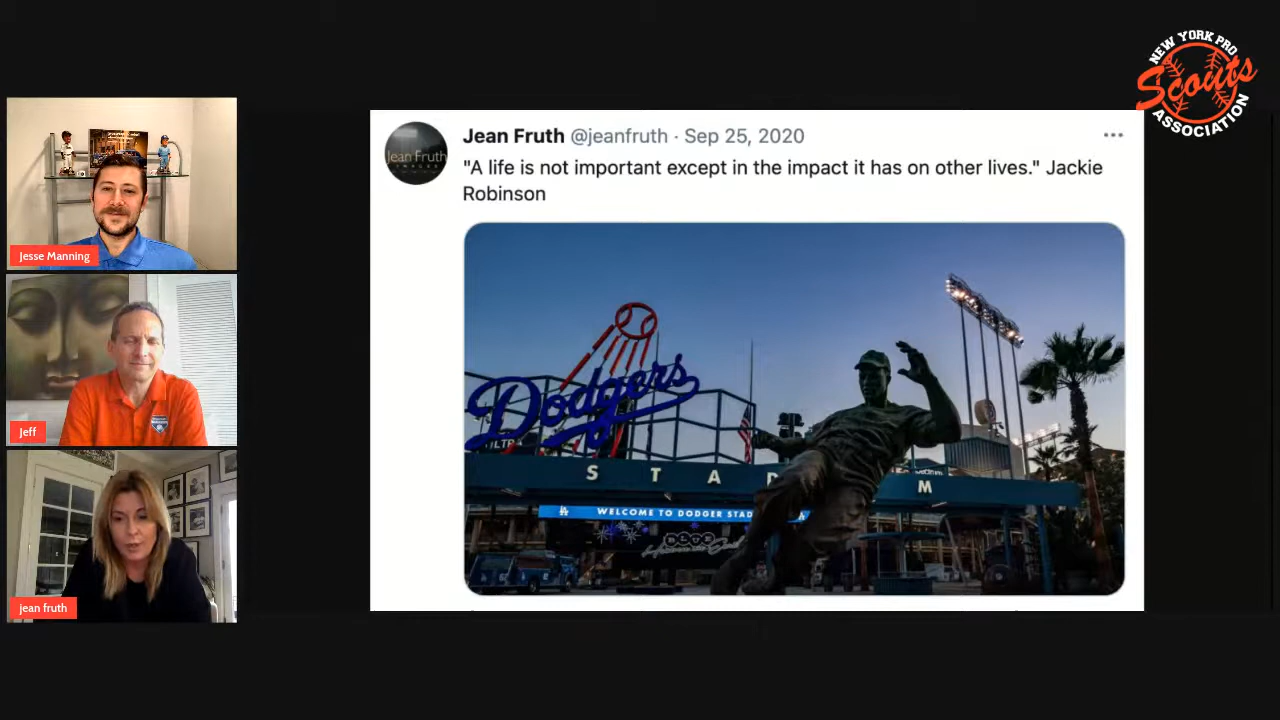 NEW YORK PRO
Scouts
ASSOCIATION
Jesse Manning
Jeff
jean fruth
Jean Fruth
Jean Fruth @jeanfruth · Sep 25, 2020
"A life is not important except in the impact it has on other lives." Jackie
Robinson
Dodgers
STAD M
WELCOME TO DODGER STAD